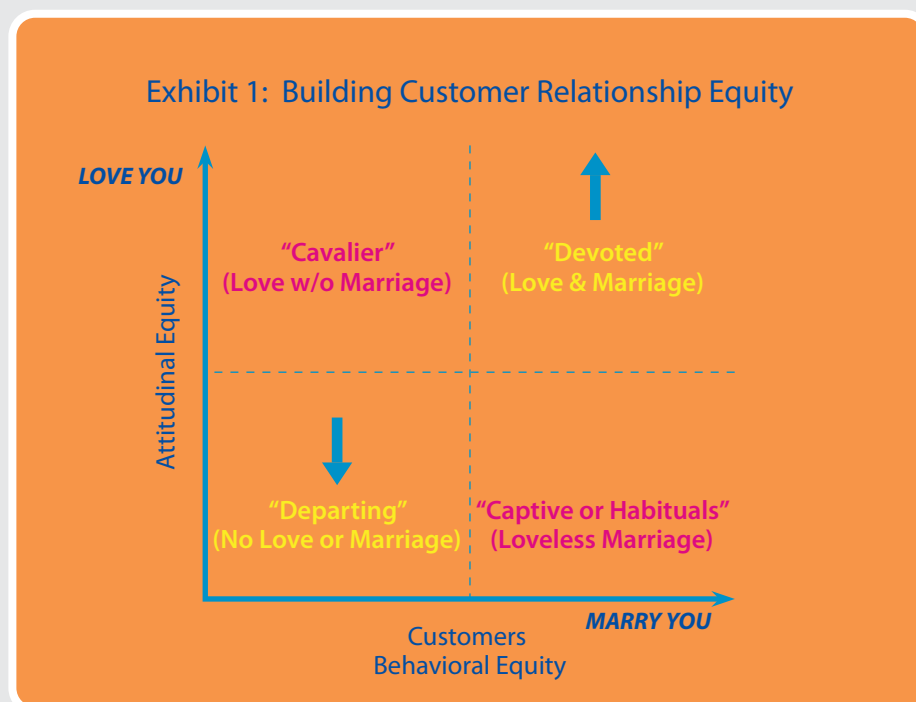 Exhibit 1: Building Customer Relationship Equity
LOVE YOU
“Cavalier”
(Love w/o Marriage)
“Devoted”
(Love & Marriage)
Attitudinal Equity
“Departing”
(No Love or Marriage)
“Captive or Habituals”
(Loveless Marriage)
MARRY YOU
Customers
Behavioral Equity